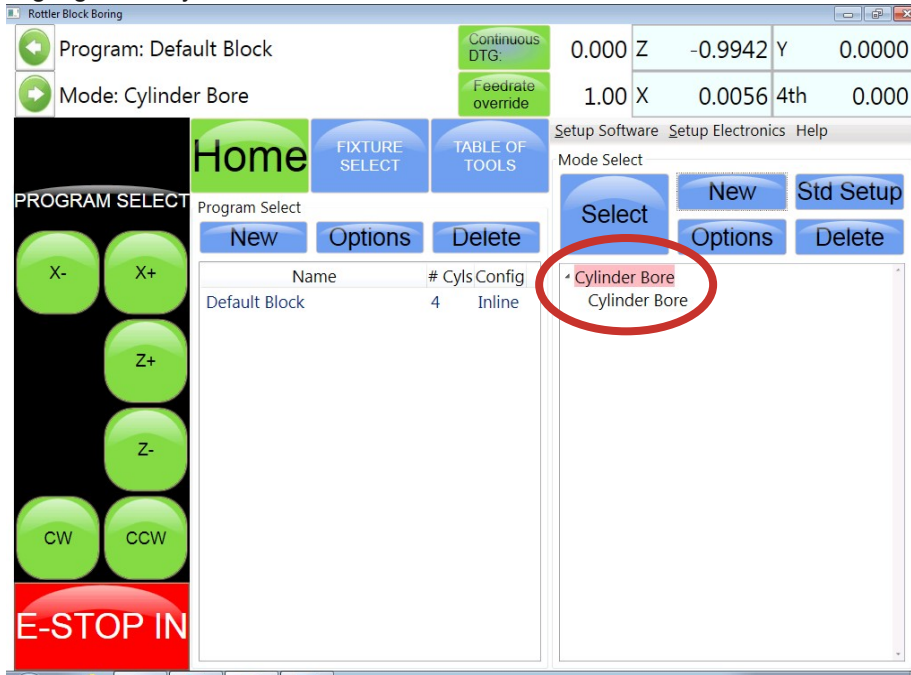 Rottler Block Boring
Program: Default Block
Continuous DTG:
0.000 Z -0.9942 Y 0.0000
Mode: Cylinder Bore
Feedrate override
1.00 X 0.0056 4th 0.000
Home
FIXTURE SELECT
TABLE OF TOOLS
Setup Software Setup Electronics Help
Mode Select
Select
New
Std Setup
Options
Delete
PROGRAM SELECT
Program Select
New
Options
Delete
Name # Cyls Config
Default Block 4 Inline
Cylinder Bore
Cylinder Bore
X-
X+
Z+
Z-
CW
CCW
E-STOP IN